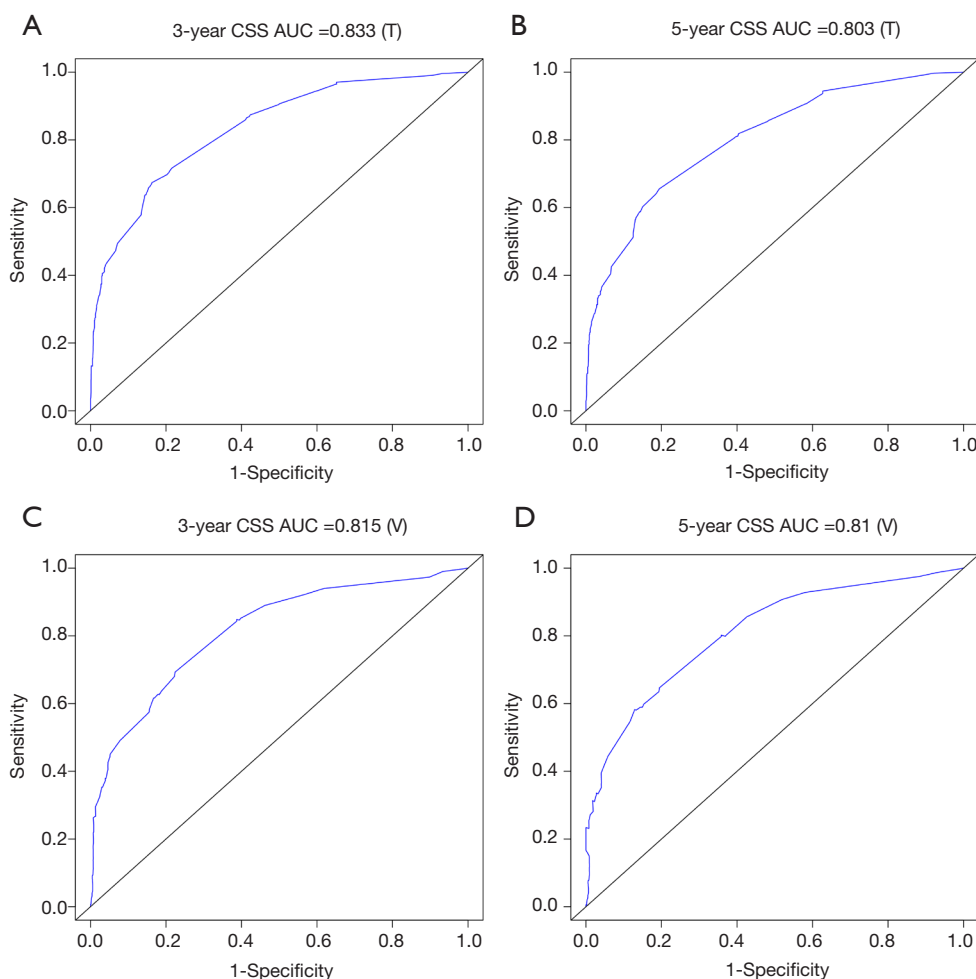 A
3-year CSS AUC =0.833 (T)
1.0
0.8
0.6
0.4
0.2
0.0
Sensitivity
0.0 0.2 0.4 0.6 0.8 1.0
1-Specificity
B
5-year CSS AUC =0.803 (T)
1.0
0.8
0.6
0.4
0.2
0.0
Sensitivity
0.0 0.2 0.4 0.6 0.8 1.0
1-Specificity
C
3-year CSS AUC =0.815 (V)
1.0
0.8
0.6
0.4
0.2
0.0
Sensitivity
0.0 0.2 0.4 0.6 0.8 1.0
1-Specificity
D
5-year CSS AUC =0.81 (V)
1.0
0.8
0.6
0.4
0.2
0.0
Sensitivity
0.0 0.2 0.4 0.6 0.8 1.0
1-Specificity